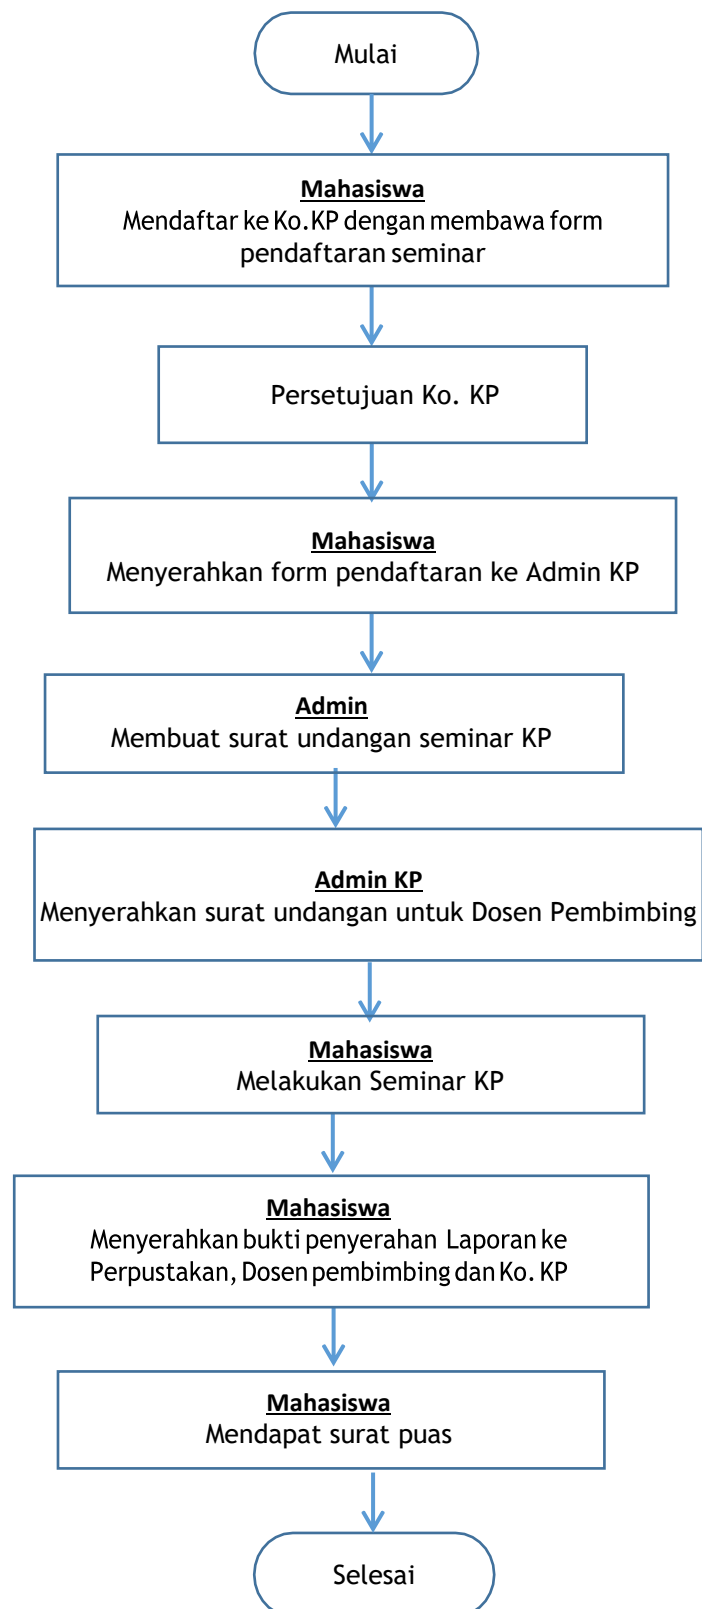 Mulai
Mahasiswa
Mendaftar ke Ko.KP dengan membawa form
pendaftaran seminar
Persetujuan Ko. KP
Mahasiswa
Menyerahkan form pendaftaran ke Admin KP
Admin
Membuat surat undangan seminar KP
Admin KP
Menyerahkan surat undangan untuk Dosen Pembimbing
Mahasiswa
Melakukan Seminar KP
Mahasiswa
Menyerahkan bukti penyerahan Laporan ke
Perpustakan, Dosen pembimbing dan Ko. KP
Mahasiswa
Mendapat surat puas
Selesai